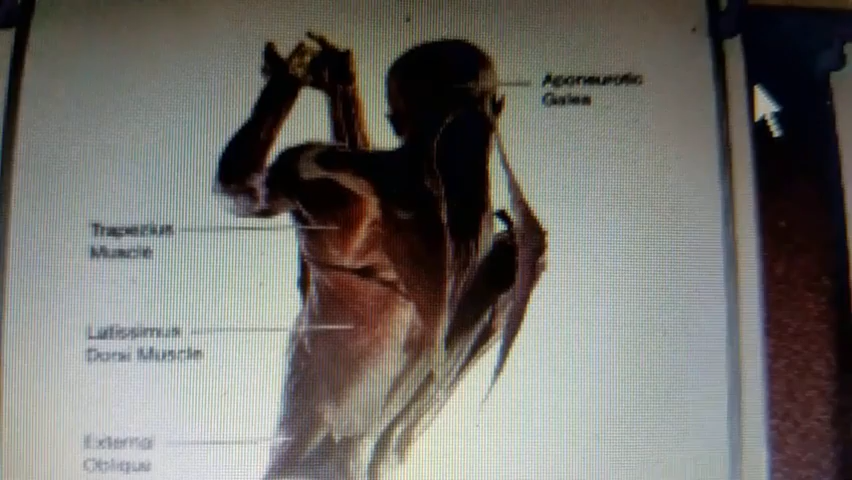 Aponeurotic
Galea
Trapezius
Muscle
Latissimus
Dorsi Muscle
External
Oblique